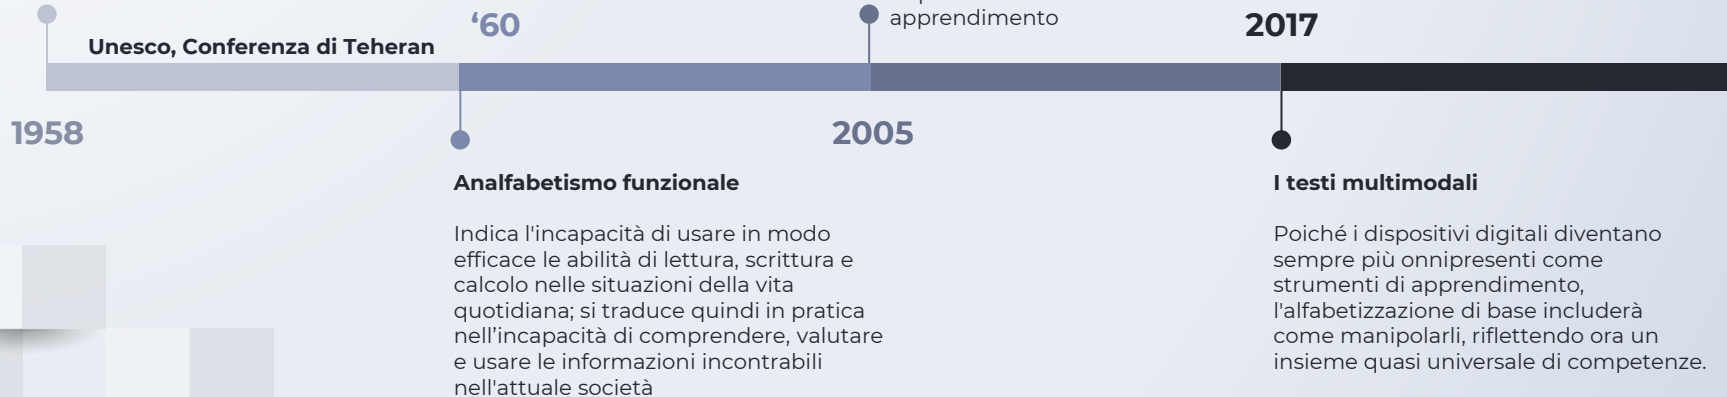 apprendimento
‘60
2017
Unesco, Conferenza di Teheran
1958
2005
Analfabetismo funzionale
Indica l'incapacità di usare in modo
efficace le abilità di lettura, scrittura e
calcolo nelle situazioni della vita
quotidiana; si traduce quindi in pratica
nell’incapacità di comprendere, valutare
e usare le informazioni incontrabili
nell'attuale società
I testi multimodali
Poiché i dispositivi digitali diventano
sempre più onnipresenti come
strumenti di apprendimento,
l'alfabetizzazione di base includerà
come manipolarli, riflettendo ora un
insieme quasi universale di competenze.